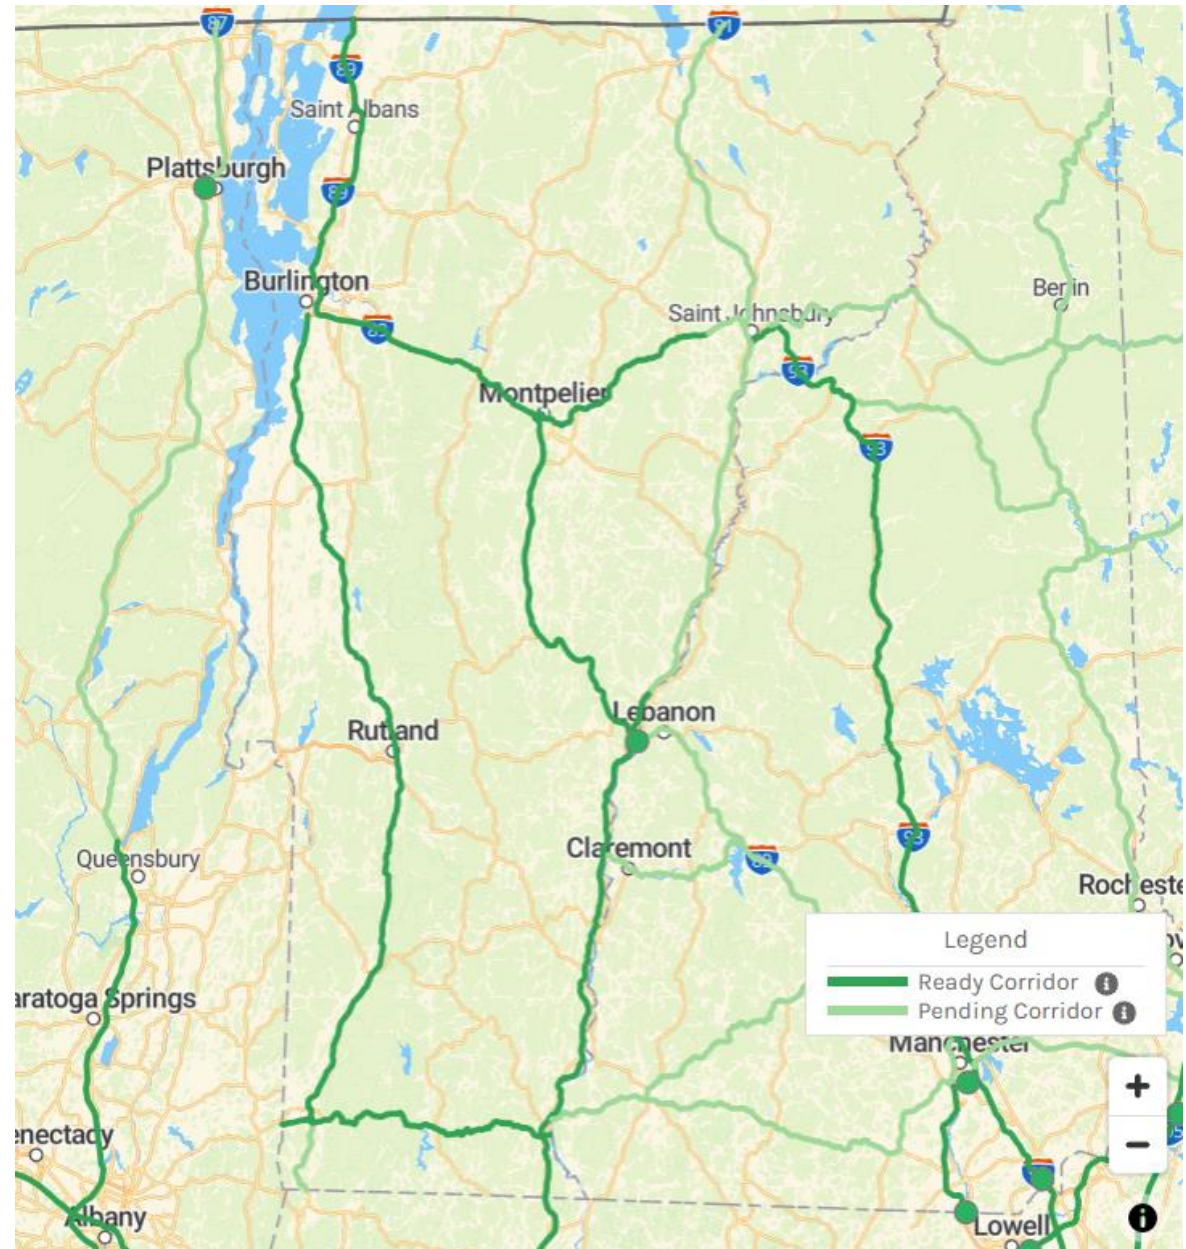 87
91
89
Saint Albans
Plattsburgh
89
Burlington
Berlin
Saint Johnsbury
89
93
Montpelier
93
Lebanon
Rutland
93
Claremont
89
Queensbury
Legend
Ready Corridor
Pending Corridor
aratoga Springs
Manchester
+
−
enectady
Albany
Lowell
i